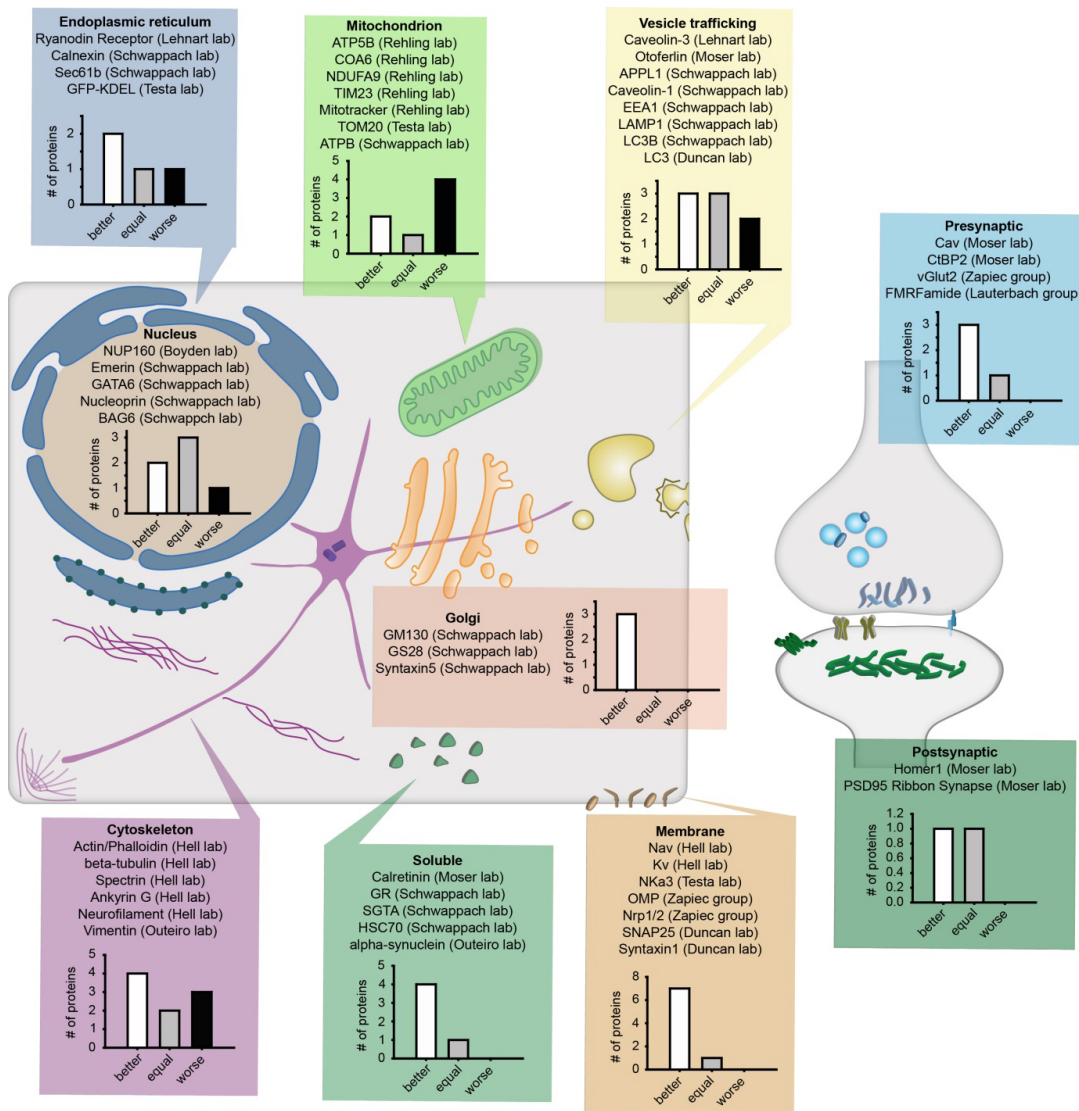 Endoplasmic reticulum
Ryanodin Receptor (Lehnart lab)
Calnexin (Schwappach lab)
Sec61b (Schwappach lab)
GFP-KDEL (Testa lab)
# of proteins
2
1
0
better
equal
worse
Mitochondrion
ATP5B (Rehling lab)
COA6 (Rehling lab)
NDUFA9 (Rehling lab)
TIM23 (Rehling lab)
Mitotracker (Rehling lab)
TOM20 (Testa lab)
ATPB (Schwappach lab)
# of proteins
5
4
3
2
1
0
better
equal
worse
Vesicle trafficking
Caveolin-3 (Lehnart lab)
Otoferlin (Moser lab)
APPL1 (Schwappach lab)
Caveolin-1 (Schwappach lab)
EEA1 (Schwappach lab)
LAMP1 (Schwappach lab)
LC3B (Schwappach lab)
LC3 (Duncan lab)
# of proteins
3
2
1
0
better
equal
worse
Presynaptic
Cav (Moser lab)
CtBP2 (Moser lab)
vGlut2 (Zapiec group)
FMRFamide (Lauterbach group
# of proteins
3
2
1
0
better
equal
worse
Nucleus
NUP160 (Boyden lab)
Emerin (Schwappach lab)
GATA6 (Schwappach lab)
Nucleoprin (Schwappach lab)
BAG6 (Schwappch lab)
# of proteins
3
2
1
0
better
equal
worse
Golgi
GM130 (Schwappach lab)
GS28 (Schwappach lab)
Syntaxin5 (Schwappach lab)
# of proteins
3
2
1
0
better
equal
worse
Postsynaptic
Homer1 (Moser lab)
PSD95 Ribbon Synapse (Moser lab)
# of proteins
1.2
1.0
0.8
0.6
0.4
0.2
0.0
better
equal
worse
Cytoskeleton
Actin/Phalloidin (Hell lab)
beta-tubulin (Hell lab)
Spectrin (Hell lab)
Ankyrin G (Hell lab)
Neurofilament (Hell lab)
Vimentin (Outeiro lab)
# of proteins
5
4
3
2
1
0
better
equal
worse
Soluble
Calretinin (Moser lab)
GR (Schwappach lab)
SGTA (Schwappach lab)
HSC70 (Schwappach lab)
alpha-synuclein (Outeiro lab)
# of proteins
5
4
3
2
1
0
better
equal
worse
Membrane
Nav (Hell lab)
Kv (Hell lab)
NKa3 (Testa lab)
OMP (Zapiec group)
Nrp1/2 (Zapiec group)
SNAP25 (Duncan lab)
Syntaxin1 (Duncan lab)
# of proteins
8
6
4
2
0
better
equal
worse